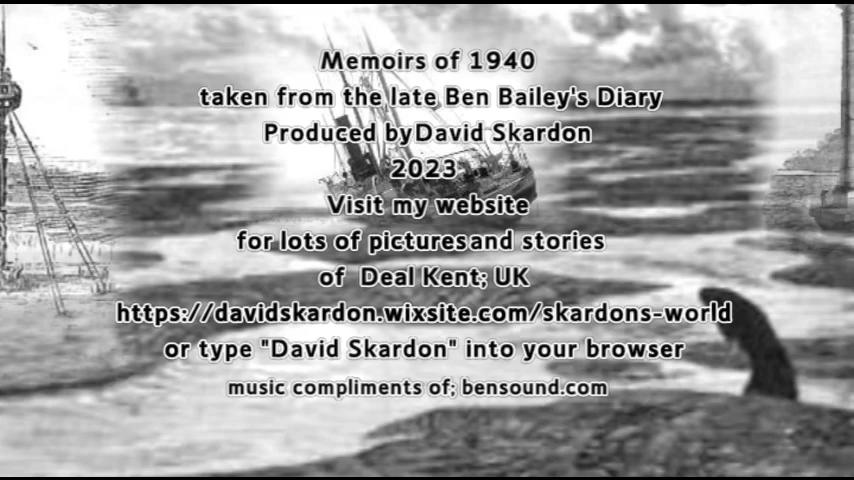 Memoirs of 1940
taken from the late Ben Bailey's Diary
Produced byDavid Skardon
2023
Visit my website
for lots of picturesand stories
of Deal Kent; UK
https://davidskardon.wixsite.com/skardons-world
or type "David Skardon" into your browser
music compliments of; bensound.com